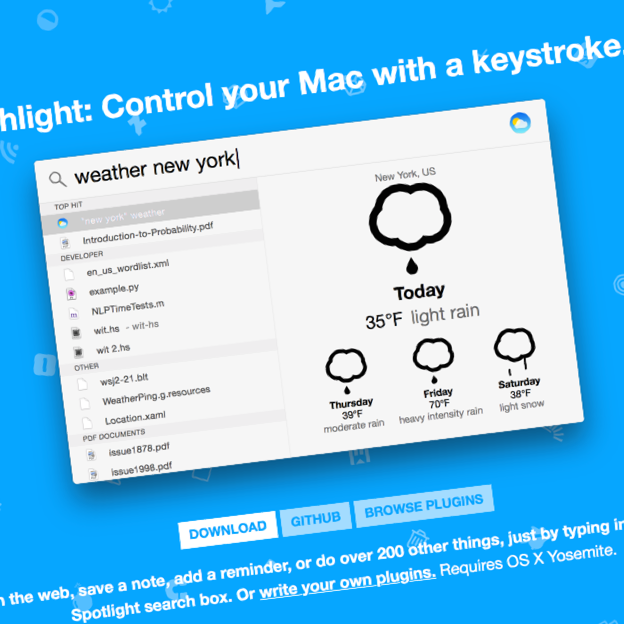 hlight: Control your Mac with a keystroke.
weather new york
TOP HIT
"new york" weather
Introduction-to-Probability.pdf
DEVELOPER
en_us_wordlist.xml
example.py
NLPTimeTests.m
wit.hs - wit-hs
wit 2.hs
OTHER
wsj2-21.blt
WeatherPing.g.resources
Location.xaml
PDF DOCUMENTS
issue1878.pdf
issue1998.pdf
New York, US
Today
35°F light rain
Thursday
39°F
moderate rain
Friday
70°F
heavy intensity rain
Saturday
38°F
light snow
DOWNLOAD
GITHUB
BROWSE PLUGINS
the web, save a note, add a reminder, or do over 200 other things, just by typing in
Spotlight search box. Or write your own plugins. Requires OS X Yosemite.